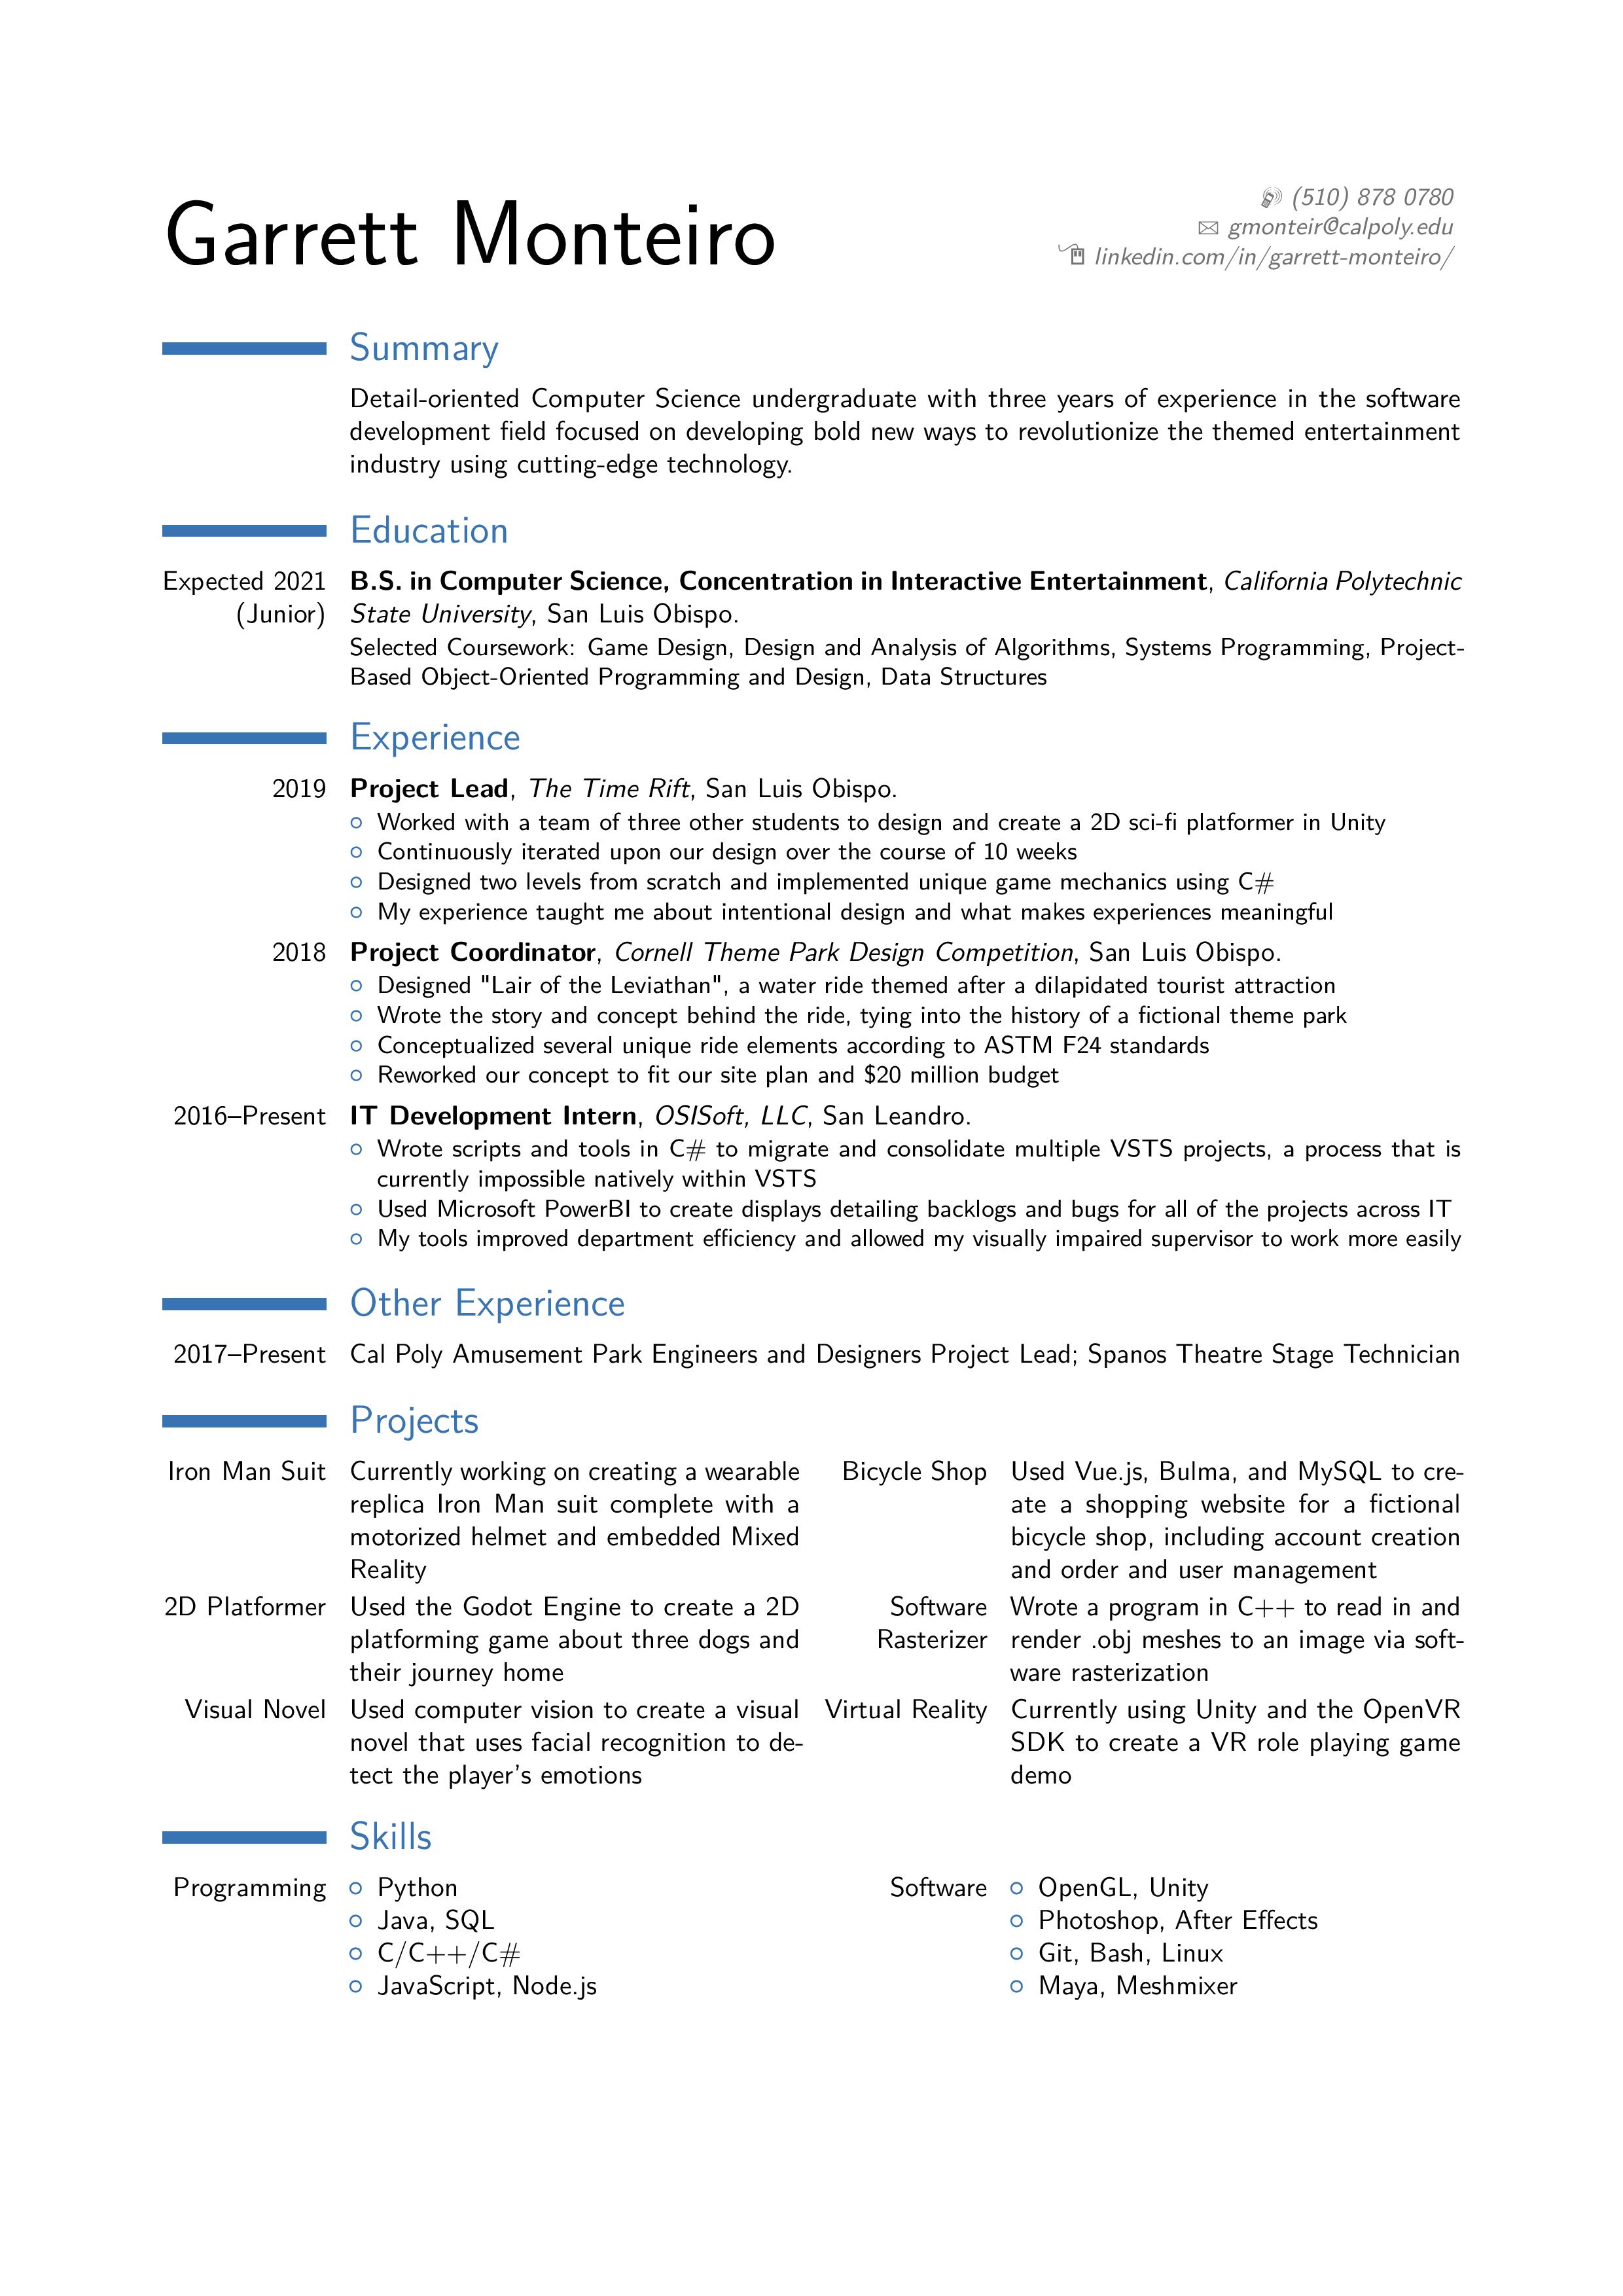 Garrett Monteiro
(510) 878 0780
gmonteir@calpoly.edu
linkedin.com/in/garrett-monteiro/
Summary
Detail-oriented Computer Science undergraduate with three years of experience in the software
development field focused on developing bold new ways to revolutionize the themed entertainment
industry using cutting-edge technology.
Education
Expected 2021 B.S. in Computer Science, Concentration in Interactive Entertainment, California Polytechnic
(Junior) State University, San Luis Obispo.
Selected Coursework: Game Design, Design and Analysis of Algorithms, Systems Programming, Project-
Based Object-Oriented Programming and Design, Data Structures
Experience
2019 Project Lead, The Time Rift, San Luis Obispo.
Worked with a team of three other students to design and create a 2D sci-fi platformer in Unity
Continuously iterated upon our design over the course of 10 weeks
Designed two levels from scratch and implemented unique game mechanics using C#
My experience taught me about intentional design and what makes experiences meaningful
2018 Project Coordinator, Cornell Theme Park Design Competition, San Luis Obispo.
Designed "Lair of the Leviathan", a water ride themed after a dilapidated tourist attraction
Wrote the story and concept behind the ride, tying into the history of a fictional theme park
Conceptualized several unique ride elements according to ASTM F24 standards
Reworked our concept to fit our site plan and $20 million budget
2016–Present IT Development Intern, OSISoft, LLC, San Leandro.
Wrote scripts and tools in C# to migrate and consolidate multiple VSTS projects, a process that is
currently impossible natively within VSTS
Used Microsoft PowerBI to create displays detailing backlogs and bugs for all of the projects across IT
My tools improved department efficiency and allowed my visually impaired supervisor to work more easily
Other Experience
2017–Present Cal Poly Amusement Park Engineers and Designers Project Lead; Spanos Theatre Stage Technician
Projects
Iron Man Suit Currently working on creating a wearable
replica Iron Man suit complete with a
motorized helmet and embedded Mixed
Reality
Bicycle Shop Used Vue.js, Bulma, and MySQL to cre-
ate a shopping website for a fictional
bicycle shop, including account creation
and order and user management
2D Platformer Used the Godot Engine to create a 2D
platforming game about three dogs and
their journey home
Software Wrote a program in C++ to read in and
Rasterizer render .obj meshes to an image via soft-
ware rasterization
Visual Novel Used computer vision to create a visual
novel that uses facial recognition to de-
tect the player's emotions
Virtual Reality Currently using Unity and the OpenVR
SDK to create a VR role playing game
demo
Skills
Programming Python
Java, SQL
C/C++/C#
JavaScript, Node.js
Software OpenGL, Unity
Photoshop, After Effects
Git, Bash, Linux
Maya, Meshmixer